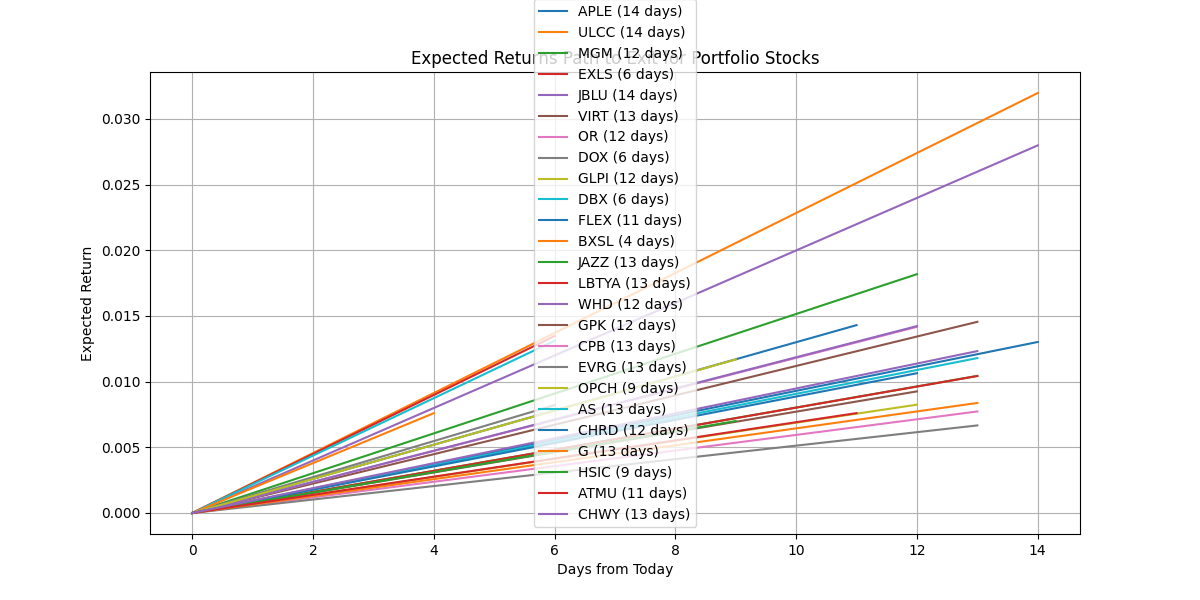 APLE (14 days)
ULCC (14 days)
MGM (12 days)
Expected Returns Path to Exit for Portfolio Stocks
EXLS (6 days)
JBLU (14 days)
VIRT (13 days)
OR (12 days)
DOX (6 days)
GLPI (12 days)
DBX (6 days)
FLEX (11 days)
BXSL (4 days)
JAZZ (13 days)
LBTYA (13 days)
WHD (12 days)
GPK (12 days)
CPB (13 days)
EVRG (13 days)
OPCH (9 days)
AS (13 days)
CHRD (12 days)
G (13 days)
HSIC (9 days)
ATMU (11 days)
CHWY (13 days)
0.030
0.025
0.020
0.015
0.010
0.005
0.000
Expected Return
0 2 4 6 8 10 12 14
Days from Today